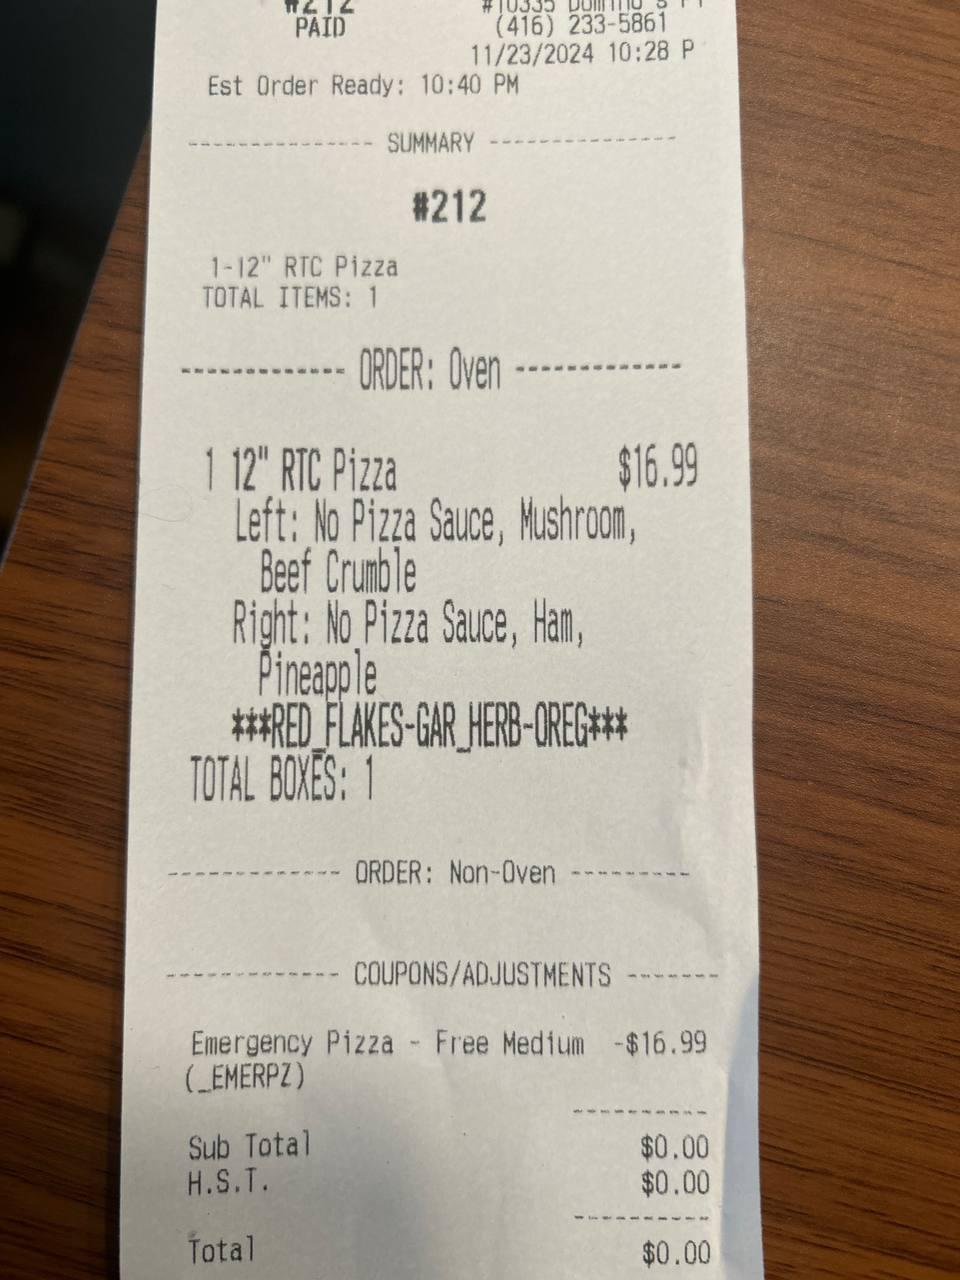 #212
#10335 Domino's
PAID
(416) 233-5861
11/23/2024 10:28 P
Est Order Ready: 10:40 PM
--------------- SUMMARY ---------------
#212
1-12" RTC Pizza
TOTAL ITEMS: 1
------------- ORDER: Oven -------------
1 12" RTC Pizza $16.99
Left: No Pizza Sauce, Mushroom,
Beef Crumble
Right: No Pizza Sauce, Ham,
Pineapple
***RED_FLAKES-GAR_HERB-OREG***
TOTAL BOXES: 1
------------- ORDER: Non-Oven ---------
------------- COUPONS/ADJUSTMENTS -------
Emergency Pizza - Free Medium -$16.99
(_EMERPZ)
----------
Sub Total $0.00
H.S.T. $0.00
----------
Total $0.00